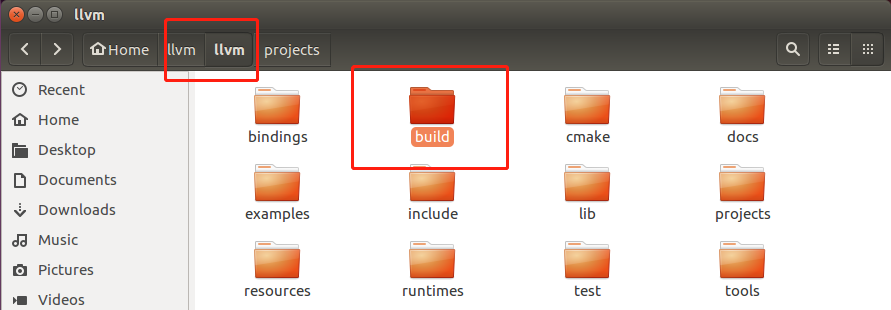 llvm
Home llvm llvm projects
Recent
Home
Desktop
Documents
Downloads
Music
Pictures
Videos
bindings build cmake docs
examples include lib projects
resources runtimes test tools